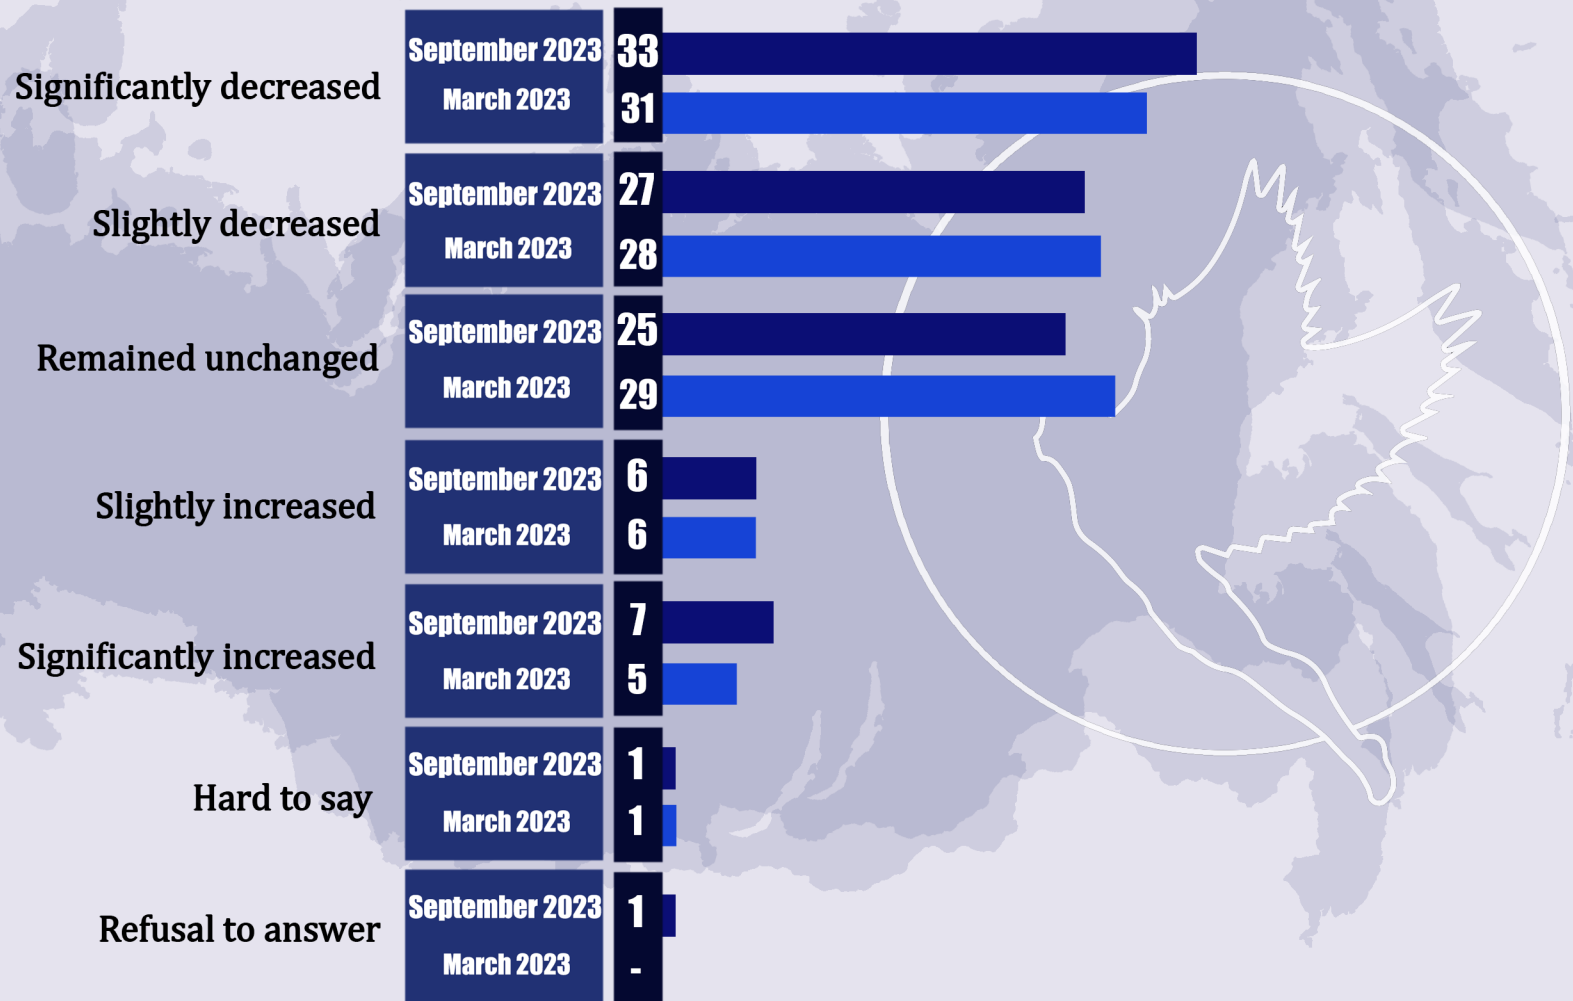 Significantly decreased
September 2023 33
March 2023 31
Slightly decreased
September 2023 27
March 2023 28
Remained unchanged
September 2023 25
March 2023 29
Slightly increased
September 2023 6
March 2023 6
Significantly increased
September 2023 7
March 2023 5
Hard to say
September 2023 1
March 2023 1
Refusal to answer
September 2023 1
March 2023 -